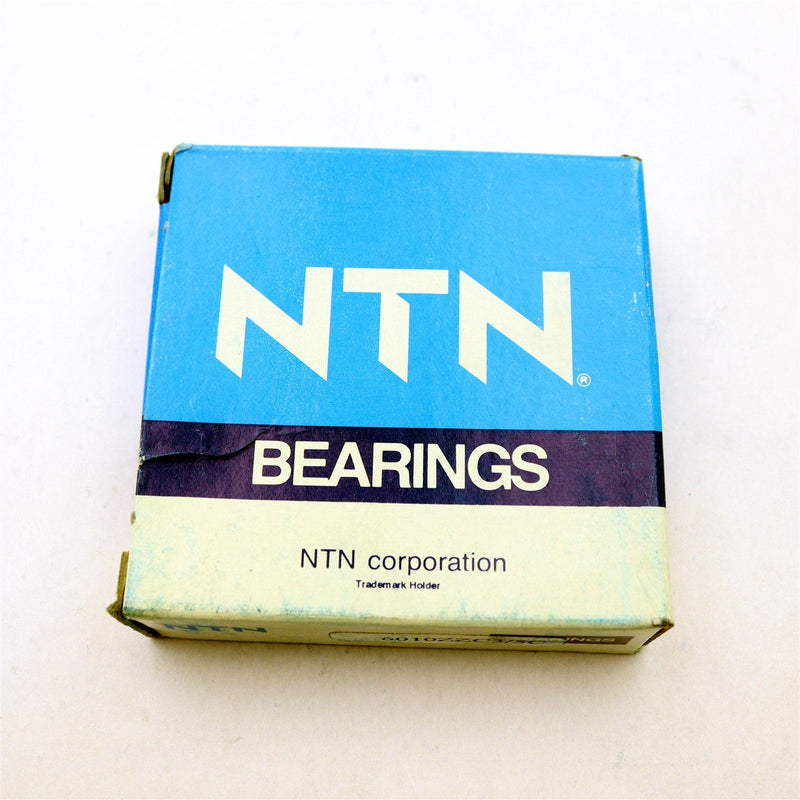 NTN®
BEARINGS
NTN corporation
Trademark Holder
NTN